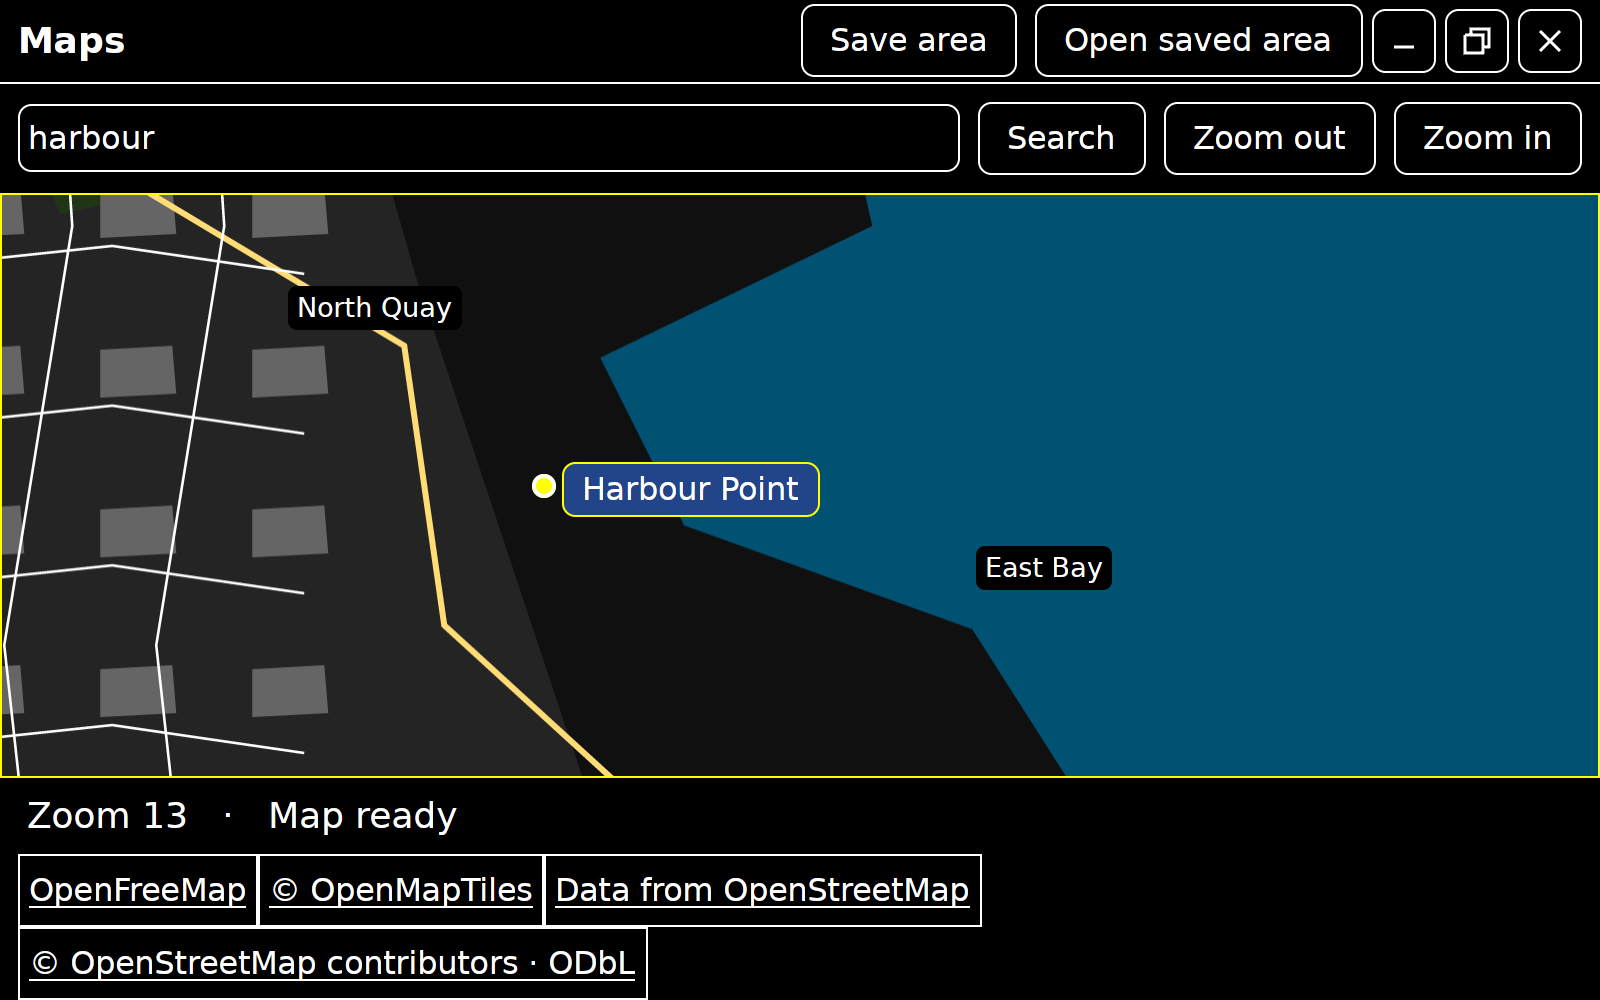 Maps
Save area
Open saved area
harbour
Search
Zoom out
Zoom in
North Quay
Harbour Point
East Bay
Zoom 13 · Map ready
OpenFreeMap
© OpenMapTiles
Data from OpenStreetMap
© OpenStreetMap contributors · ODbL